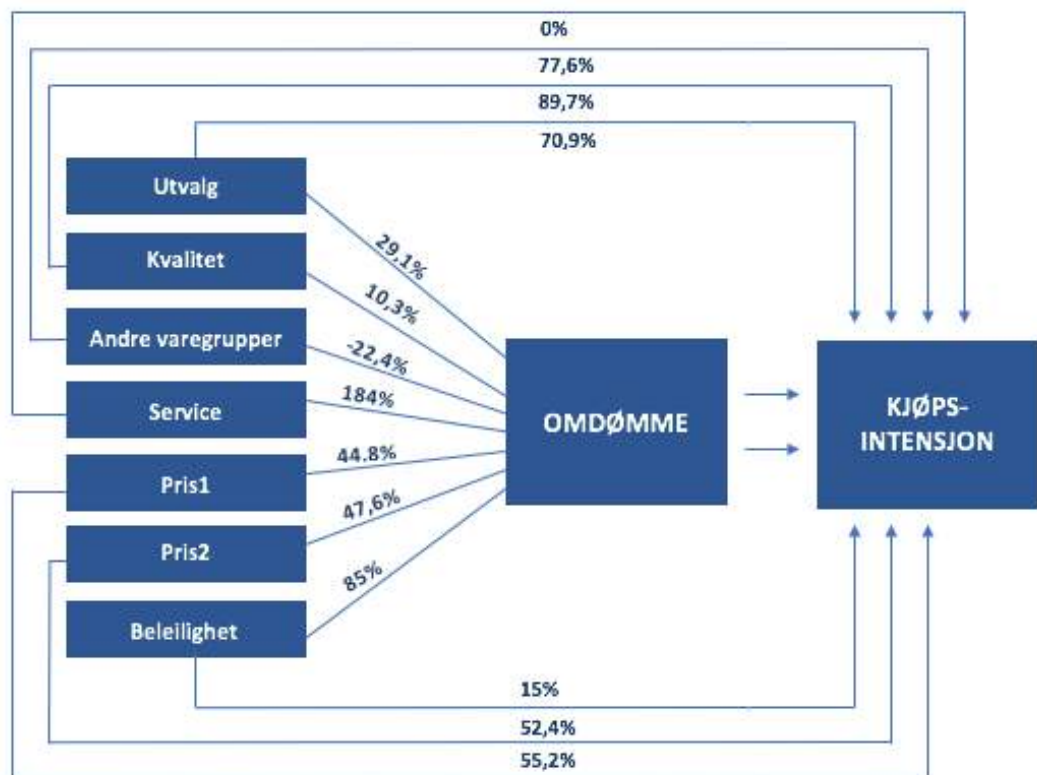 0%
77,6%
89,7%
70,9%
Utvalg
Kvalitet
Andre varegrupper
Service
Pris1
Pris2
Beleilighet
29,1%
10,3%
-22,4%
184%
44.8%
47,6%
85%
OMDØMME
KJØPS-
INTENSJON
15%
52,4%
55,2%